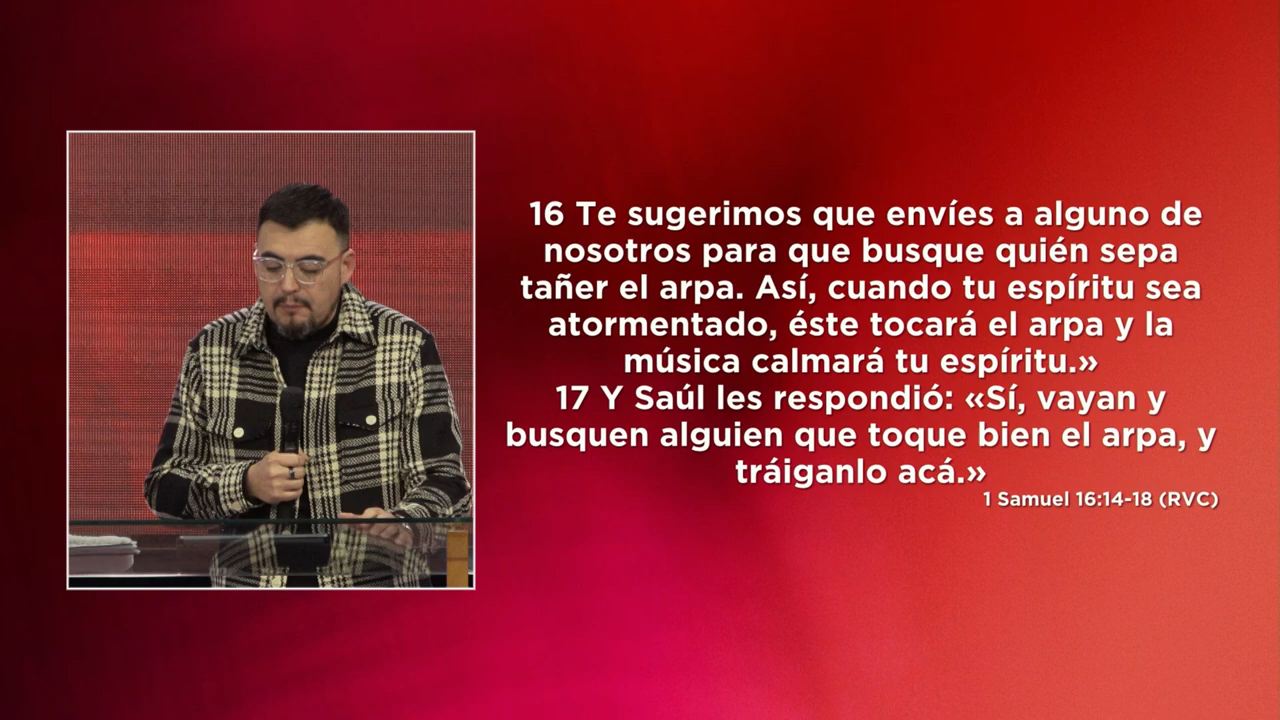 16 Te sugerimos que envíes a alguno de
nosotros para que busque quién sepa
tañer el arpa. Así, cuando tu espíritu sea
atormentado, éste tocará el arpa y la
música calmará tu espíritu.»
17 Y Saúl les respondió: «Sí, vayan y
busquen alguien que toque bien el arpa, y
tráiganlo acá.»
1 Samuel 16:14-18 (RVC)